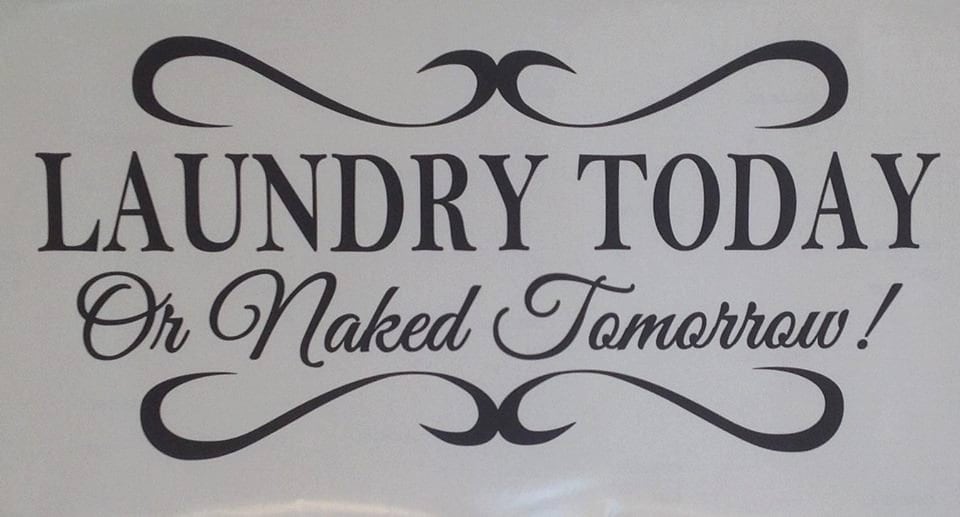 LAUNDRY TODAY
Or Naked Tomorrow!